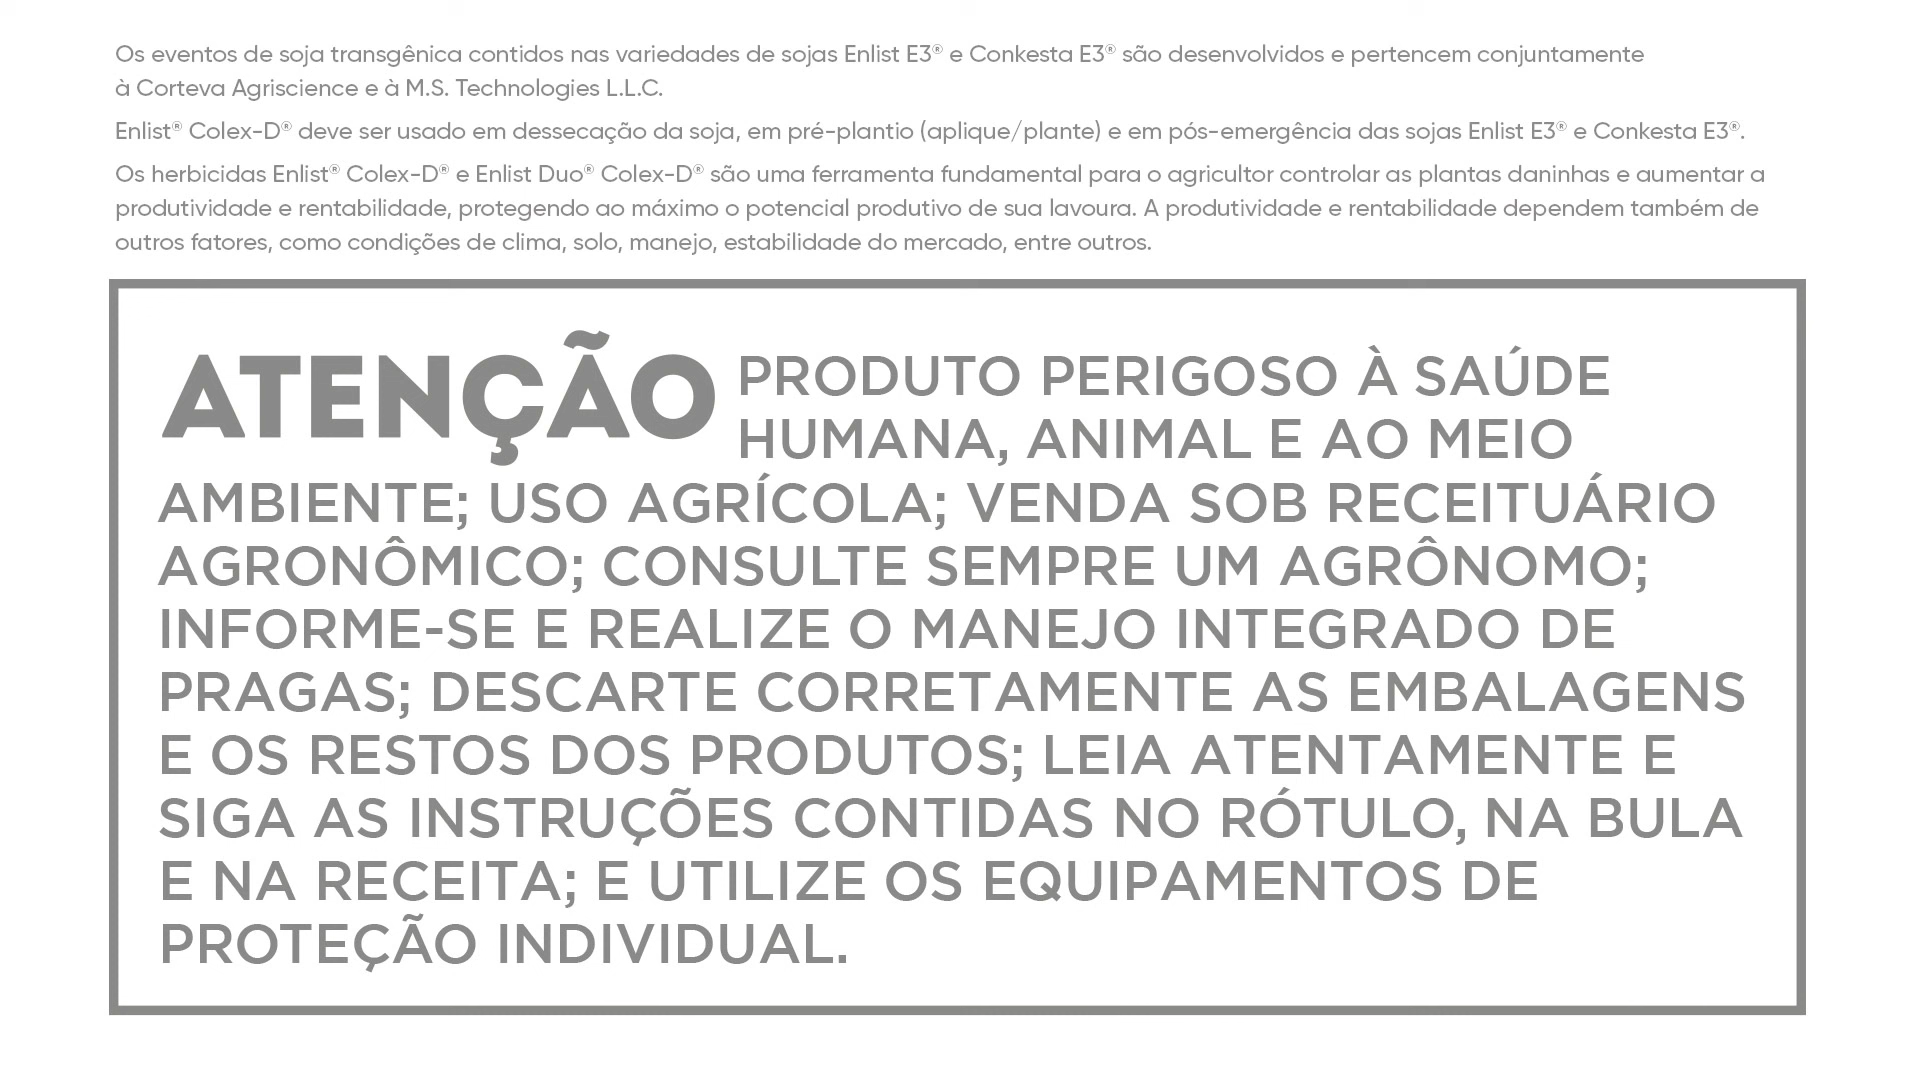 Os eventos de soja transgênica contidos nas variedades de sojas Enlist E3® e Conkesta E3® são desenvolvidos e pertencem conjuntamente
à Corteva Agriscience e à M.S. Technologies L.L.C.
Enlist® Colex-D® deve ser usado em dessecação da soja, em pré-plantio (aplique/plante) e em pós-emergência das sojas Enlist E3® e Conkesta E3®.
Os herbicidas Enlist® Colex-D® e Enlist Duo® Colex-D® são uma ferramenta fundamental para o agricultor controlar as plantas daninhas e aumentar a
produtividade e rentabilidade, protegendo ao máximo o potencial produtivo de sua lavoura. A produtividade e rentabilidade dependem também de
outros fatores, como condições de clima, solo, manejo, estabilidade do mercado, entre outros.
ATENÇÃO PRODUTO PERIGOSO À SAÚDE
HUMANA, ANIMAL E AO MEIO
AMBIENTE; USO AGRÍCOLA; VENDA SOB RECEITUÁRIO
AGRONÔMICO; CONSULTE SEMPRE UM AGRÔNOMO;
INFORME-SE E REALIZE O MANEJO INTEGRADO DE
PRAGAS; DESCARTE CORRETAMENTE AS EMBALAGENS
E OS RESTOS DOS PRODUTOS; LEIA ATENTAMENTE E
SIGA AS INSTRUÇÕES CONTIDAS NO RÓTULO, NA BULA
E NA RECEITA; E UTILIZE OS EQUIPAMENTOS DE
PROTEÇÃO INDIVIDUAL.